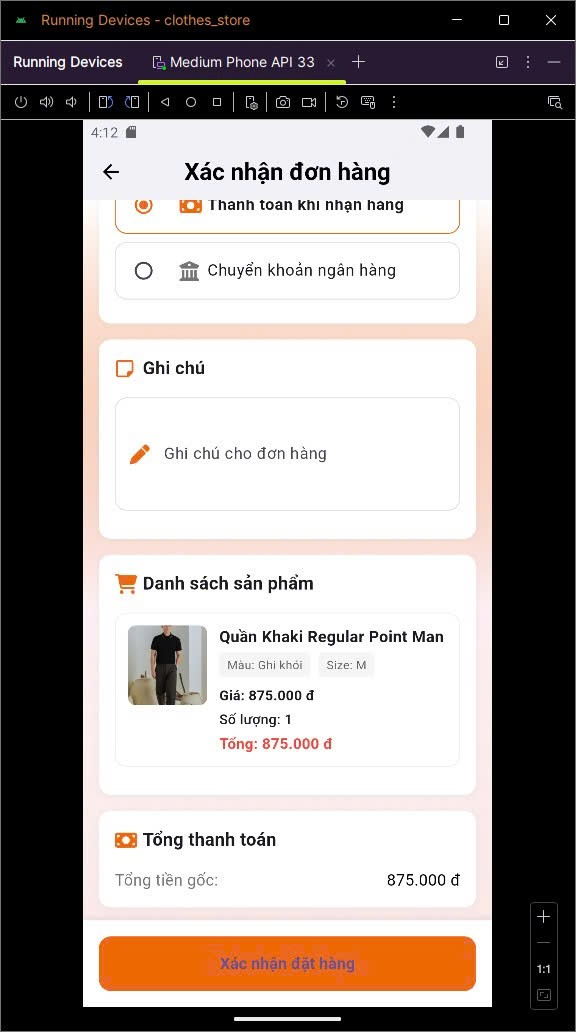 Running Devices - clothes_store
Running Devices
Medium Phone API 33
4:12
Xác nhận đơn hàng
Thanh toán khi nhận hàng
Chuyển khoản ngân hàng
Ghi chú
Ghi chú cho đơn hàng
Danh sách sản phẩm
Quần Khaki Regular Point Man
Màu: Ghi khói Size: M
Giá: 875.000 đ
Số lượng: 1
Tổng: 875.000 đ
Tổng thanh toán
Tổng tiền gốc: 875.000 đ
Xác nhận đặt hàng
1:1